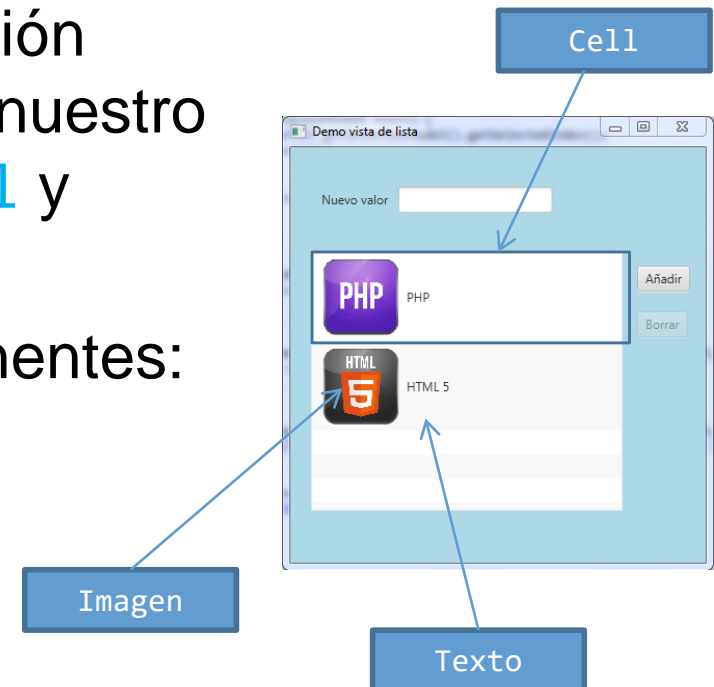 ión
Cell
nuestro
l y
Demo vista de lista
Nuevo valor
PHP
PHP
Añadir
Borrar
nentes:
HTML
5
HTML 5
Imagen
Texto